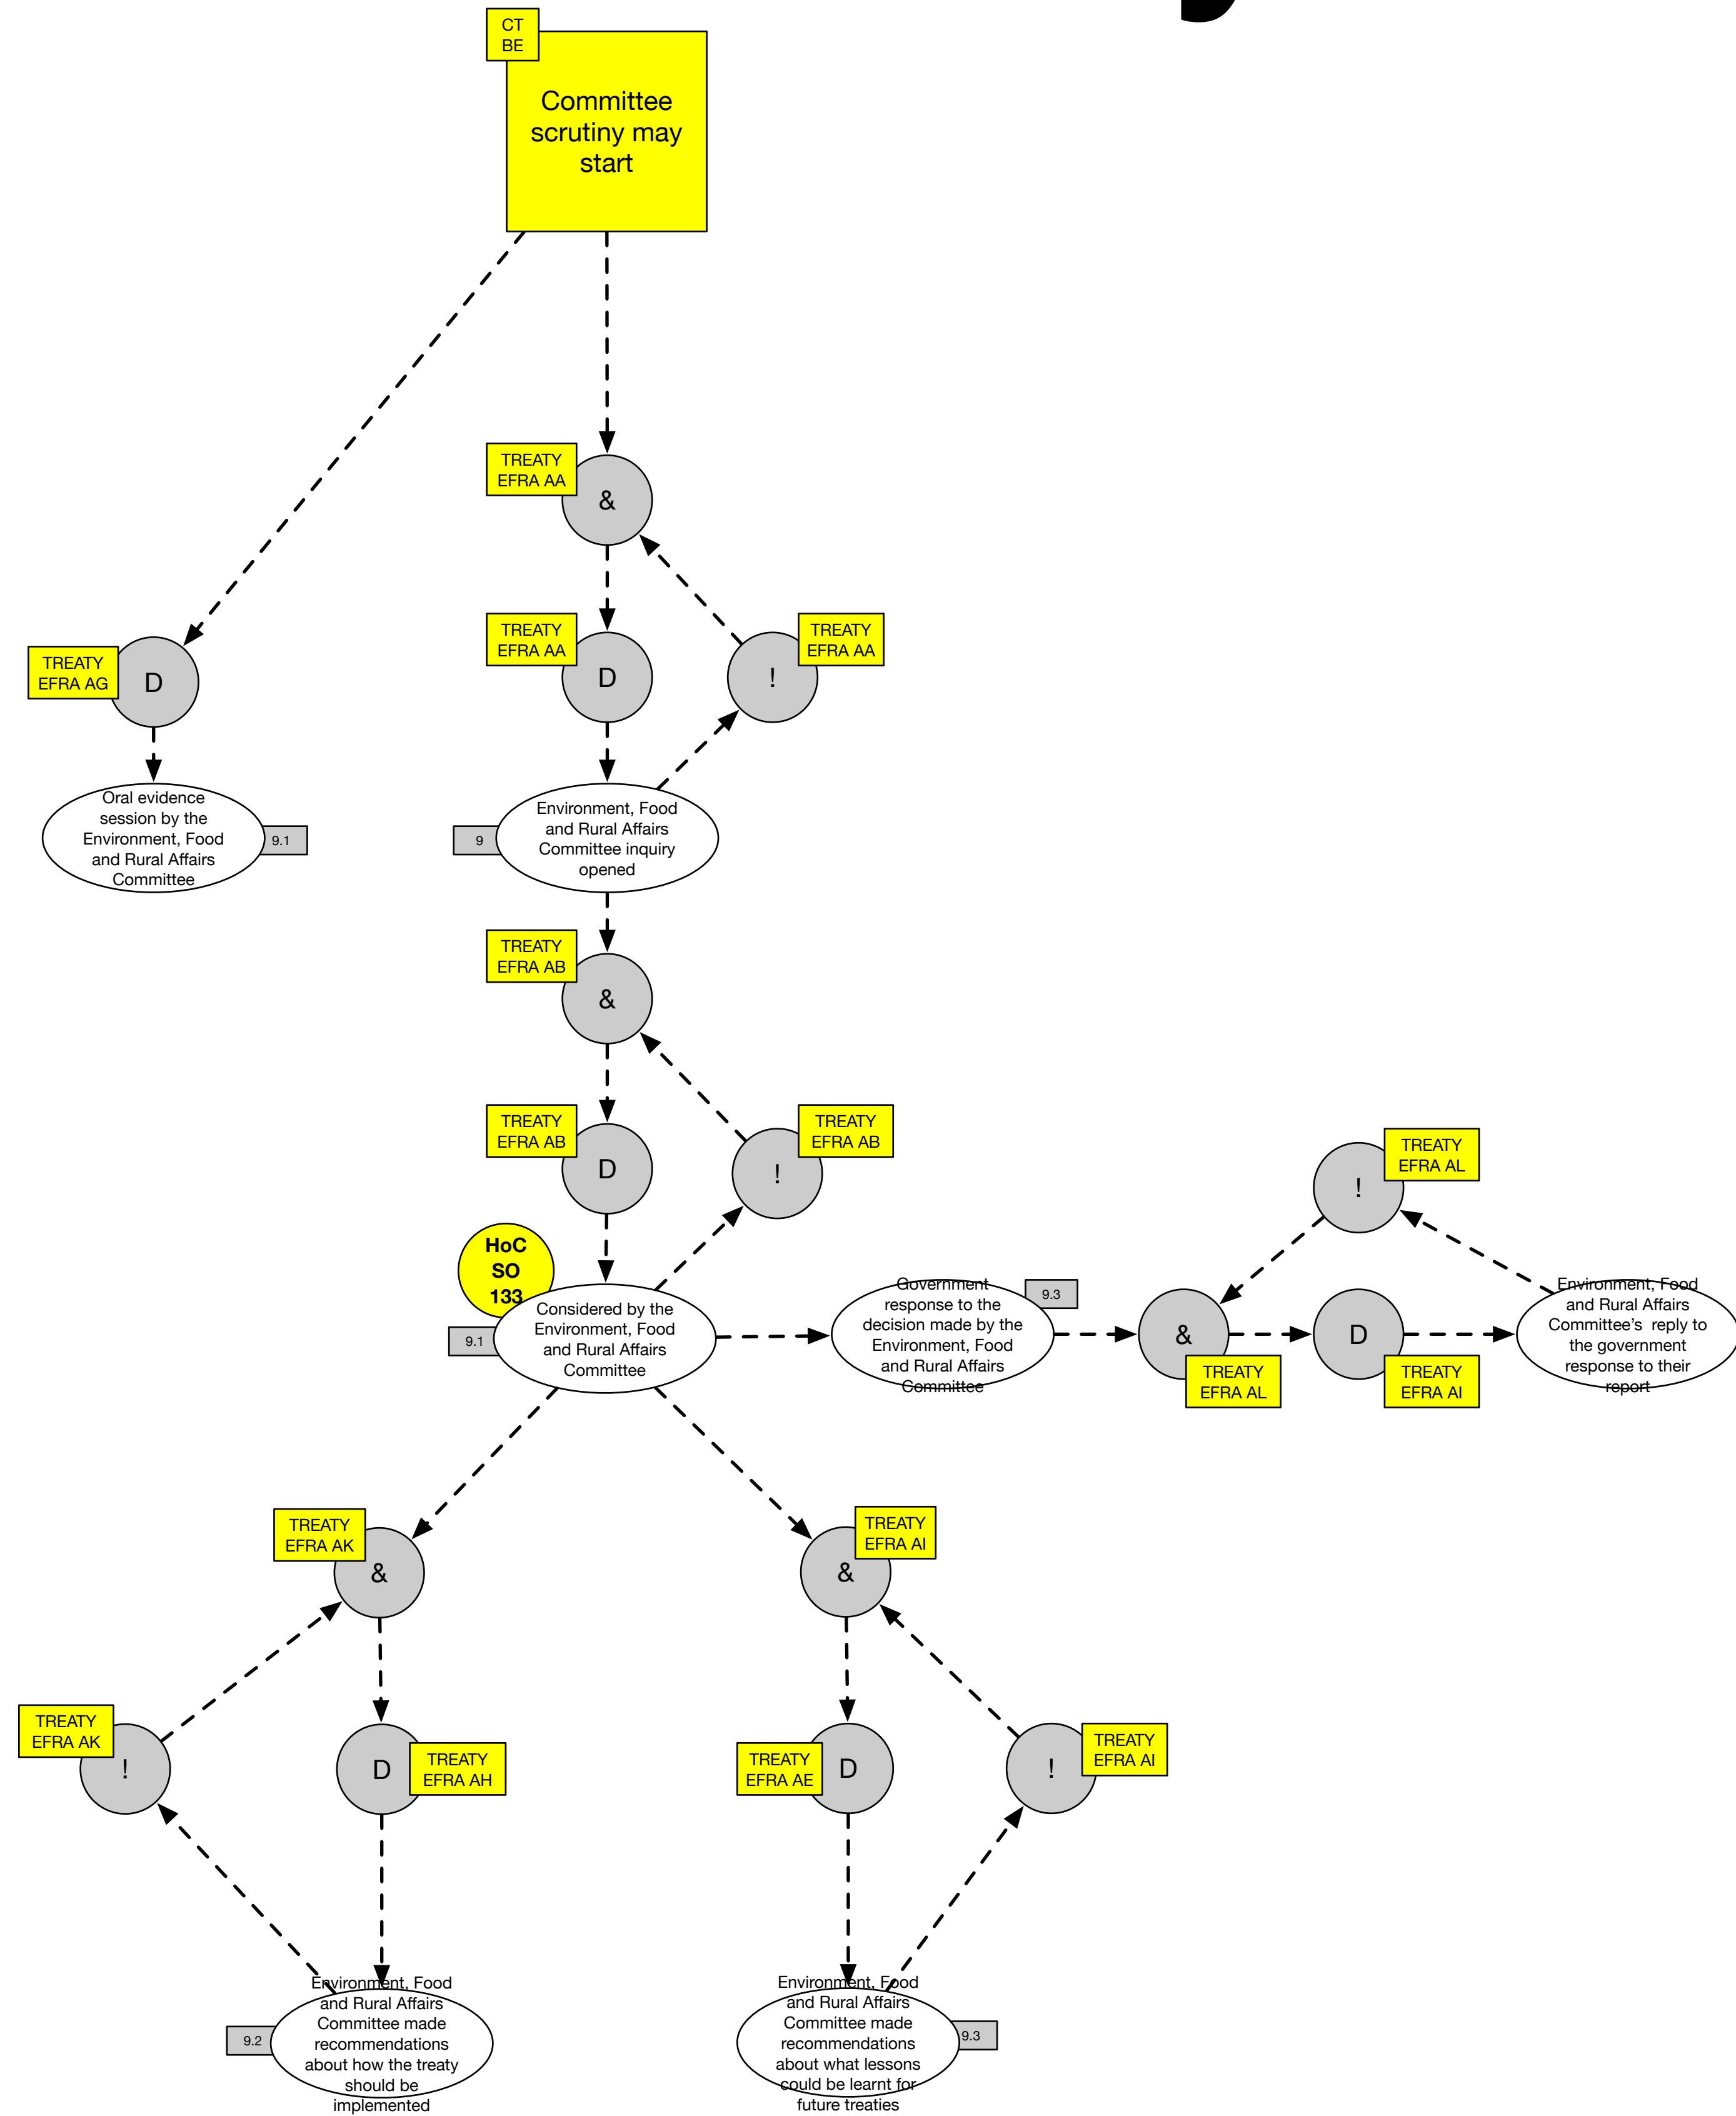 CT
BE
Committee
scrutiny may
start
TREATY
EFRA AA
&
TREATY
EFRA AG
D
TREATY
EFRA AA
D
TREATY
EFRA AA
!
Oral evidence
session by the
Environment, Food
and Rural Affairs
Committee
9.1
9
Environment, Food
and Rural Affairs
Committee inquiry
opened
TREATY
EFRA AB
&
TREATY
EFRA AB
D
TREATY
EFRA AB
!
TREATY
EFRA AL
!
HoC
SO
133
9.1
Considered by the
Environment, Food
and Rural Affairs
Committee
Government
response to the
decision made by the
Environment, Food
and Rural Affairs
Committee
9.3
&
TREATY
EFRA AL
D
TREATY
EFRA AI
Environment, Food
and Rural Affairs
Committee’s reply to
the government
response to their
report
TREATY
EFRA AK
&
TREATY
EFRA AI
&
TREATY
EFRA AK
!
D
TREATY
EFRA AH
TREATY
EFRA AE
D
!
TREATY
EFRA AI
9.2
Environment, Food
and Rural Affairs
Committee made
recommendations
about how the treaty
should be
implemented
Environment, Food
and Rural Affairs
Committee made
recommendations
about what lessons
could be learnt for
future treaties
9.3